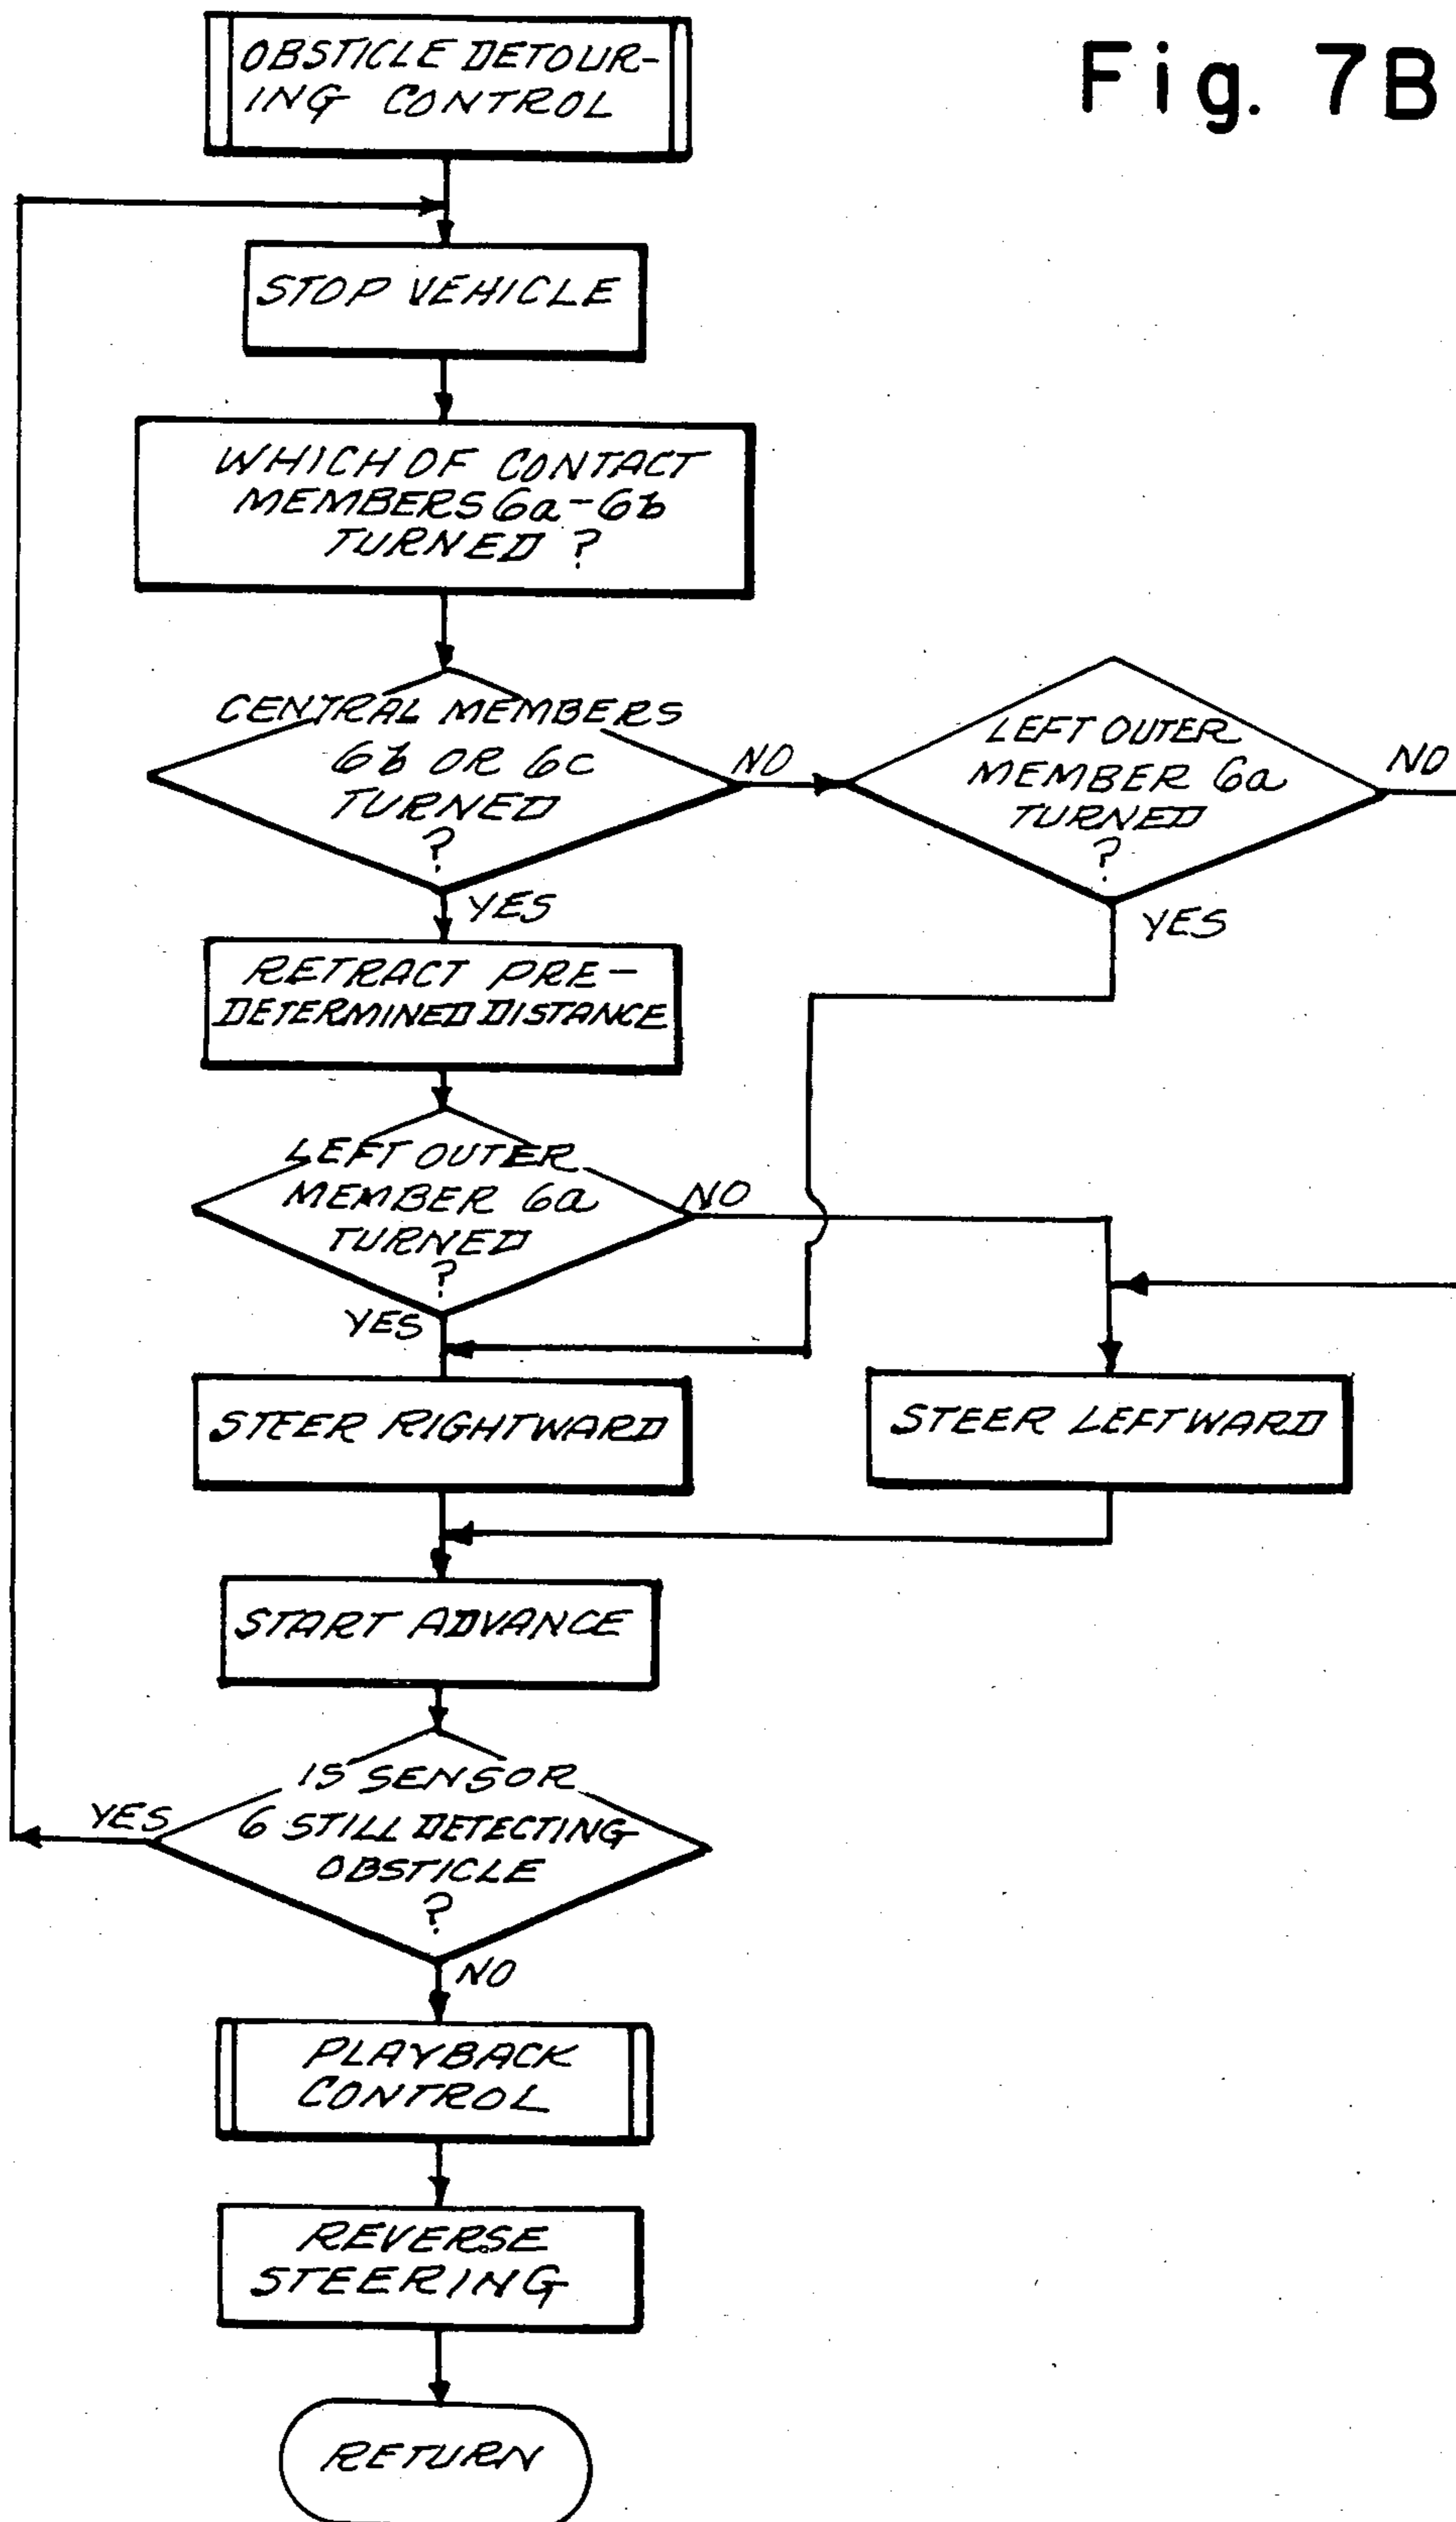 Fig. 7B
OBSTICLE DETOUR-
ING CONTROL
STOP VEHICLE
WHICH OF CONTACT
MEMBERS 6a-6b
TURNED ?
CENTRAL MEMBERS
6b OR 6c
TURNED
?
NO
YES
LEFT OUTER
MEMBER 6a
TURNED
?
NO
YES
RETRACT PRE-
DETERMINED DISTANCE
LEFT OUTER
MEMBER 6a
TURNED
?
NO
YES
STEER RIGHTWARD
STEER LEFTWARD
START ADVANCE
IS SENSOR
6 STILL DETECTING
OBSTICLE
?
YES
NO
PLAYBACK
CONTROL
REVERSE
STEERING
RETURN